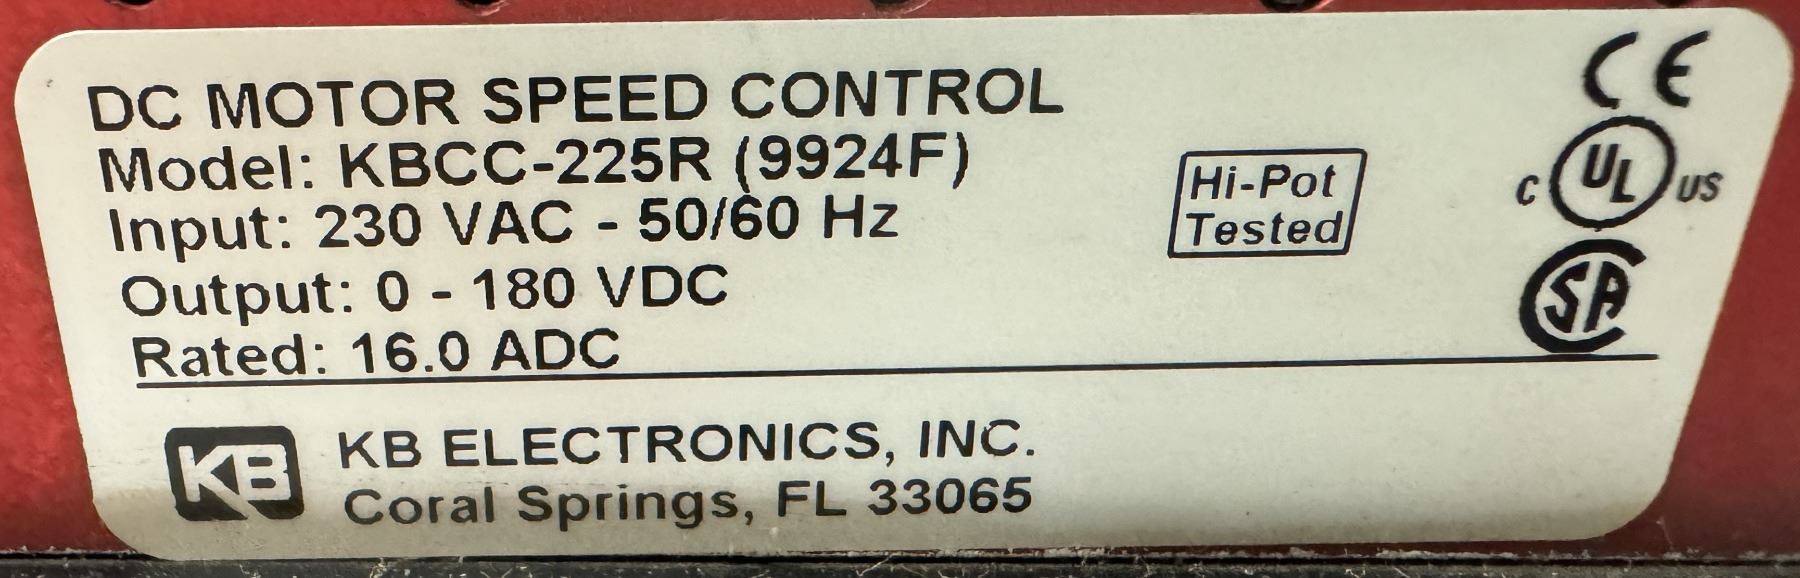 DC MOTOR SPEED CONTROL
Model: KBCC-225R (9924F)
Input: 230 VAC - 50/60 Hz
Output: 0 - 180 VDC
Rated: 16.0 ADC
Hi-Pot
Tested
CE
C UL US
SA
KB
KB ELECTRONICS, INC.
Coral Springs, FL 33065